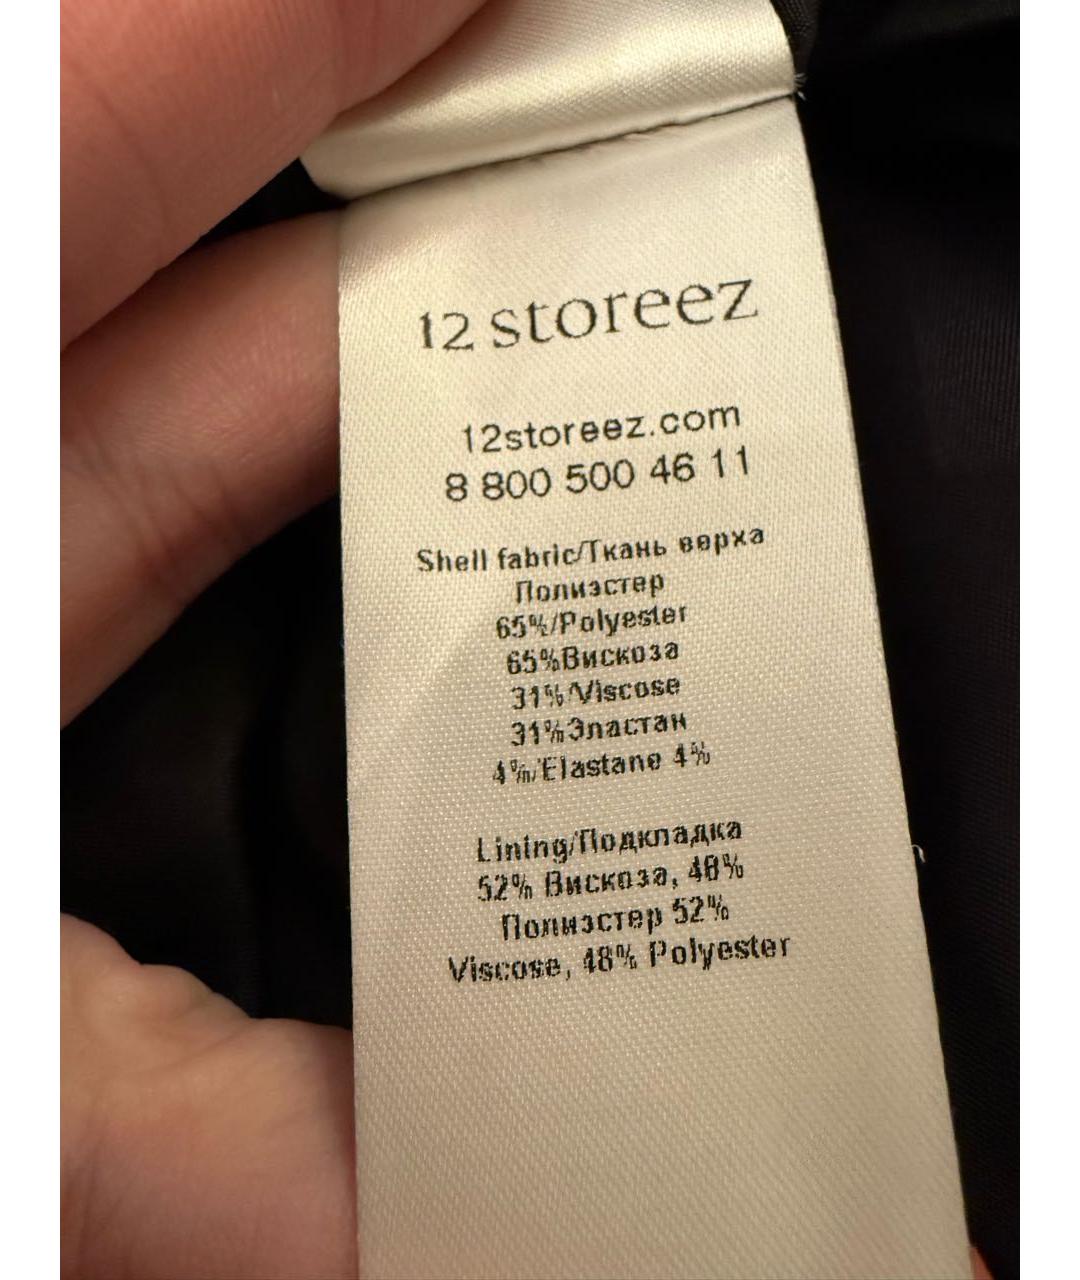 12 storeez
12storeez.com
8 800 500 46 11
Shell fabric/Ткань верха
Полиэстер
65%/Polyester
65%Вискоза
31%/Viscose
31%Эластан
4%/Elastane 4%
Lining/Подкладка
52% Вискоза, 48%
Полиэстер 52%
Viscose, 48% Polyester